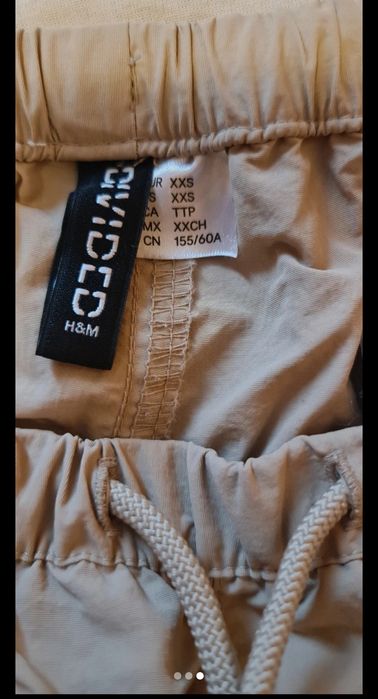 DIVIDED
H&M
UR XXS
S XXS
CA TTP
MX XXCH
CN 155/60A